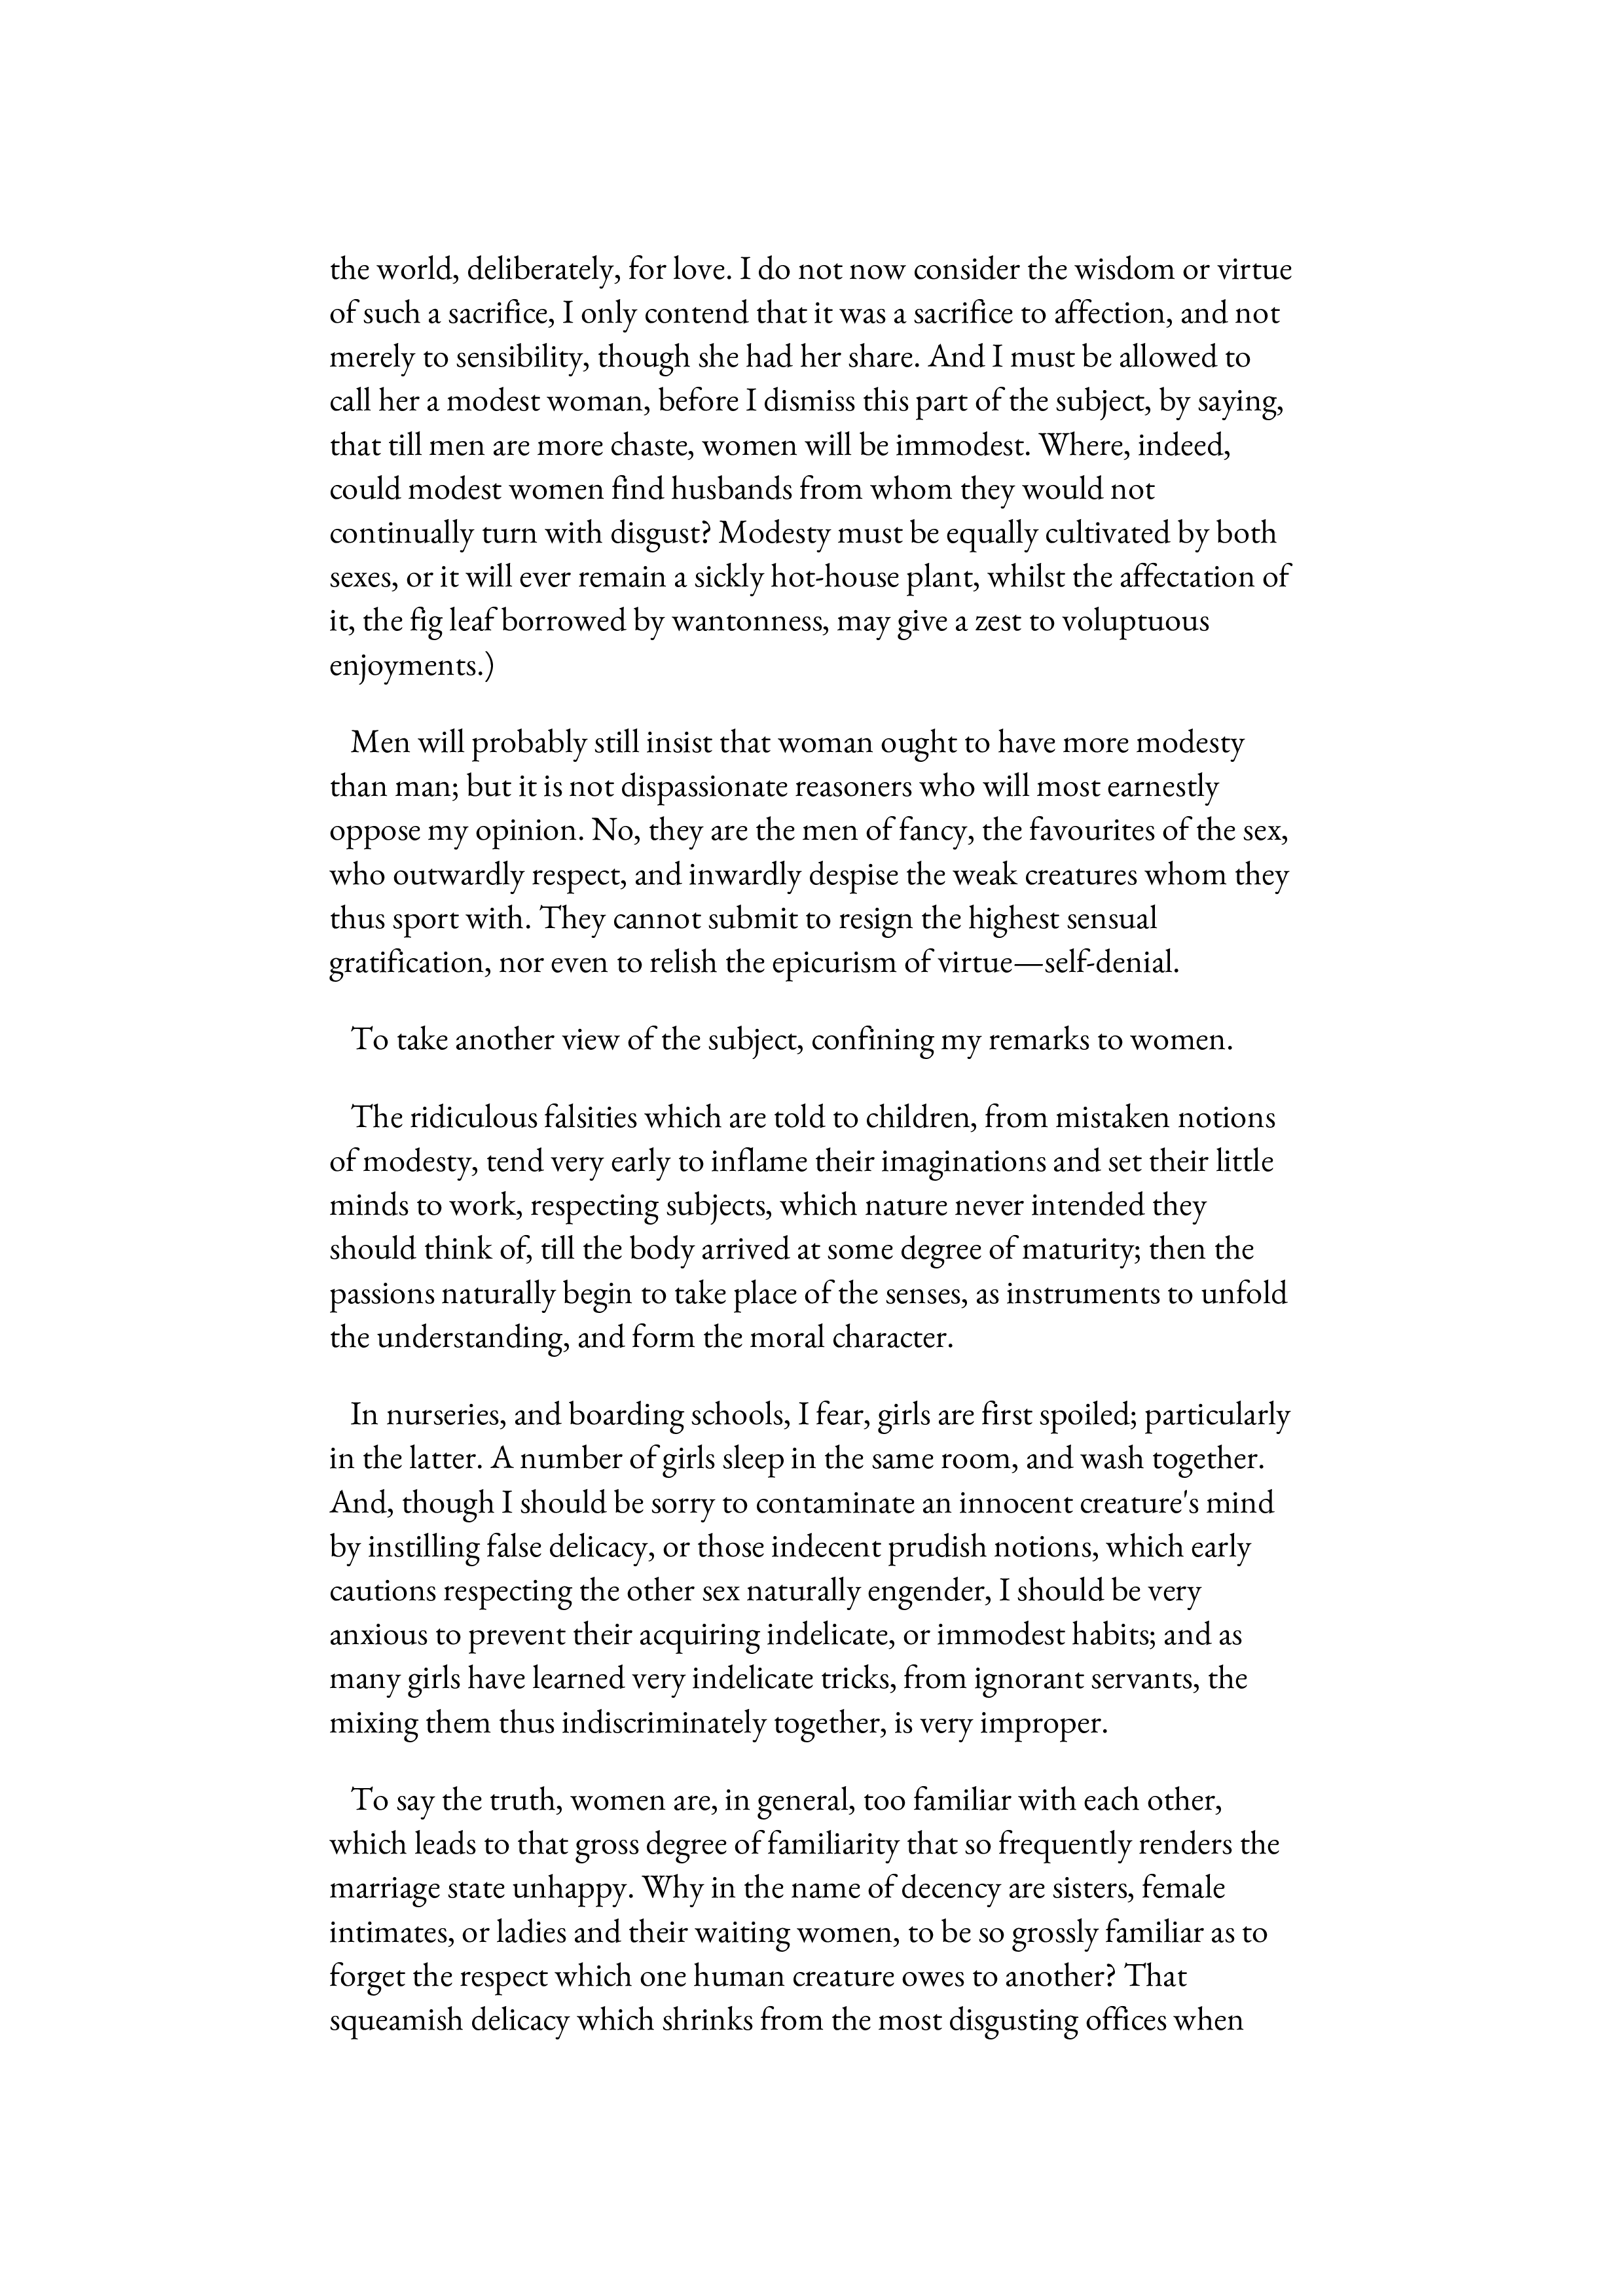 the world, deliberately, for love. I do not now consider the wisdom or virtue
of such a sacrifice, I only contend that it was a sacrifice to affection, and not
merely to sensibility, though she had her share. And I must be allowed to
call her a modest woman, before I dismiss this part of the subject, by saying,
that till men are more chaste, women will be immodest. Where, indeed,
could modest women find husbands from whom they would not
continually turn with disgust? Modesty must be equally cultivated by both
sexes, or it will ever remain a sickly hot-house plant, whilst the affectation of
it, the fig leaf borrowed by wantonness, may give a zest to voluptuous
enjoyments.)
Men will probably still insist that woman ought to have more modesty
than man; but it is not dispassionate reasoners who will most earnestly
oppose my opinion. No, they are the men of fancy, the favourites of the sex,
who outwardly respect, and inwardly despise the weak creatures whom they
thus sport with. They cannot submit to resign the highest sensual
gratification, nor even to relish the epicurism of virtue—self-denial.
To take another view of the subject, confining my remarks to women.
The ridiculous falsities which are told to children, from mistaken notions
of modesty, tend very early to inflame their imaginations and set their little
minds to work, respecting subjects, which nature never intended they
should think of, till the body arrived at some degree of maturity; then the
passions naturally begin to take place of the senses, as instruments to unfold
the understanding, and form the moral character.
In nurseries, and boarding schools, I fear, girls are first spoiled; particularly
in the latter. A number of girls sleep in the same room, and wash together.
And, though I should be sorry to contaminate an innocent creature's mind
by instilling false delicacy, or those indecent prudish notions, which early
cautions respecting the other sex naturally engender, I should be very
anxious to prevent their acquiring indelicate, or immodest habits; and as
many girls have learned very indelicate tricks, from ignorant servants, the
mixing them thus indiscriminately together, is very improper.
To say the truth, women are, in general, too familiar with each other,
which leads to that gross degree of familiarity that so frequently renders the
marriage state unhappy. Why in the name of decency are sisters, female
intimates, or ladies and their waiting women, to be so grossly familiar as to
forget the respect which one human creature owes to another? That
squeamish delicacy which shrinks from the most disgusting offices when